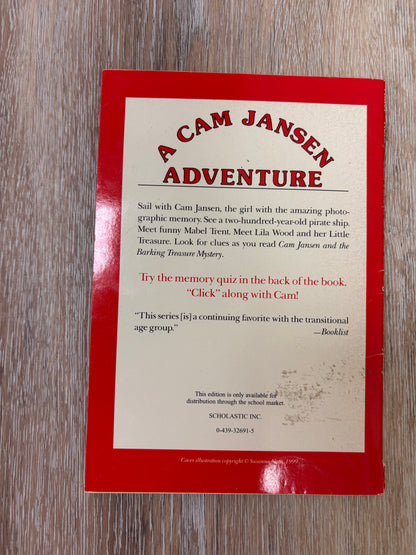 A CAM JANSEN
ADVENTURE
Sail with Cam Jansen, the girl with the amazing photo-
graphic memory. See a two-hundred-year-old pirate ship.
Meet funny Mabel Trent. Meet Lila Wood and her Little
Treasure. Look for clues as you read Cam Jansen and the
Barking Treasure Mystery.
Try the memory quiz in the back of the book.
“Click” along with Cam!
“This series [is] a continuing favorite with the transitional
age group.”
—Booklist
This edition is only available for
distribution through the school market.
SCHOLASTIC INC.
0-439-32691-5
Cover illustration copyright © Susanna 1999